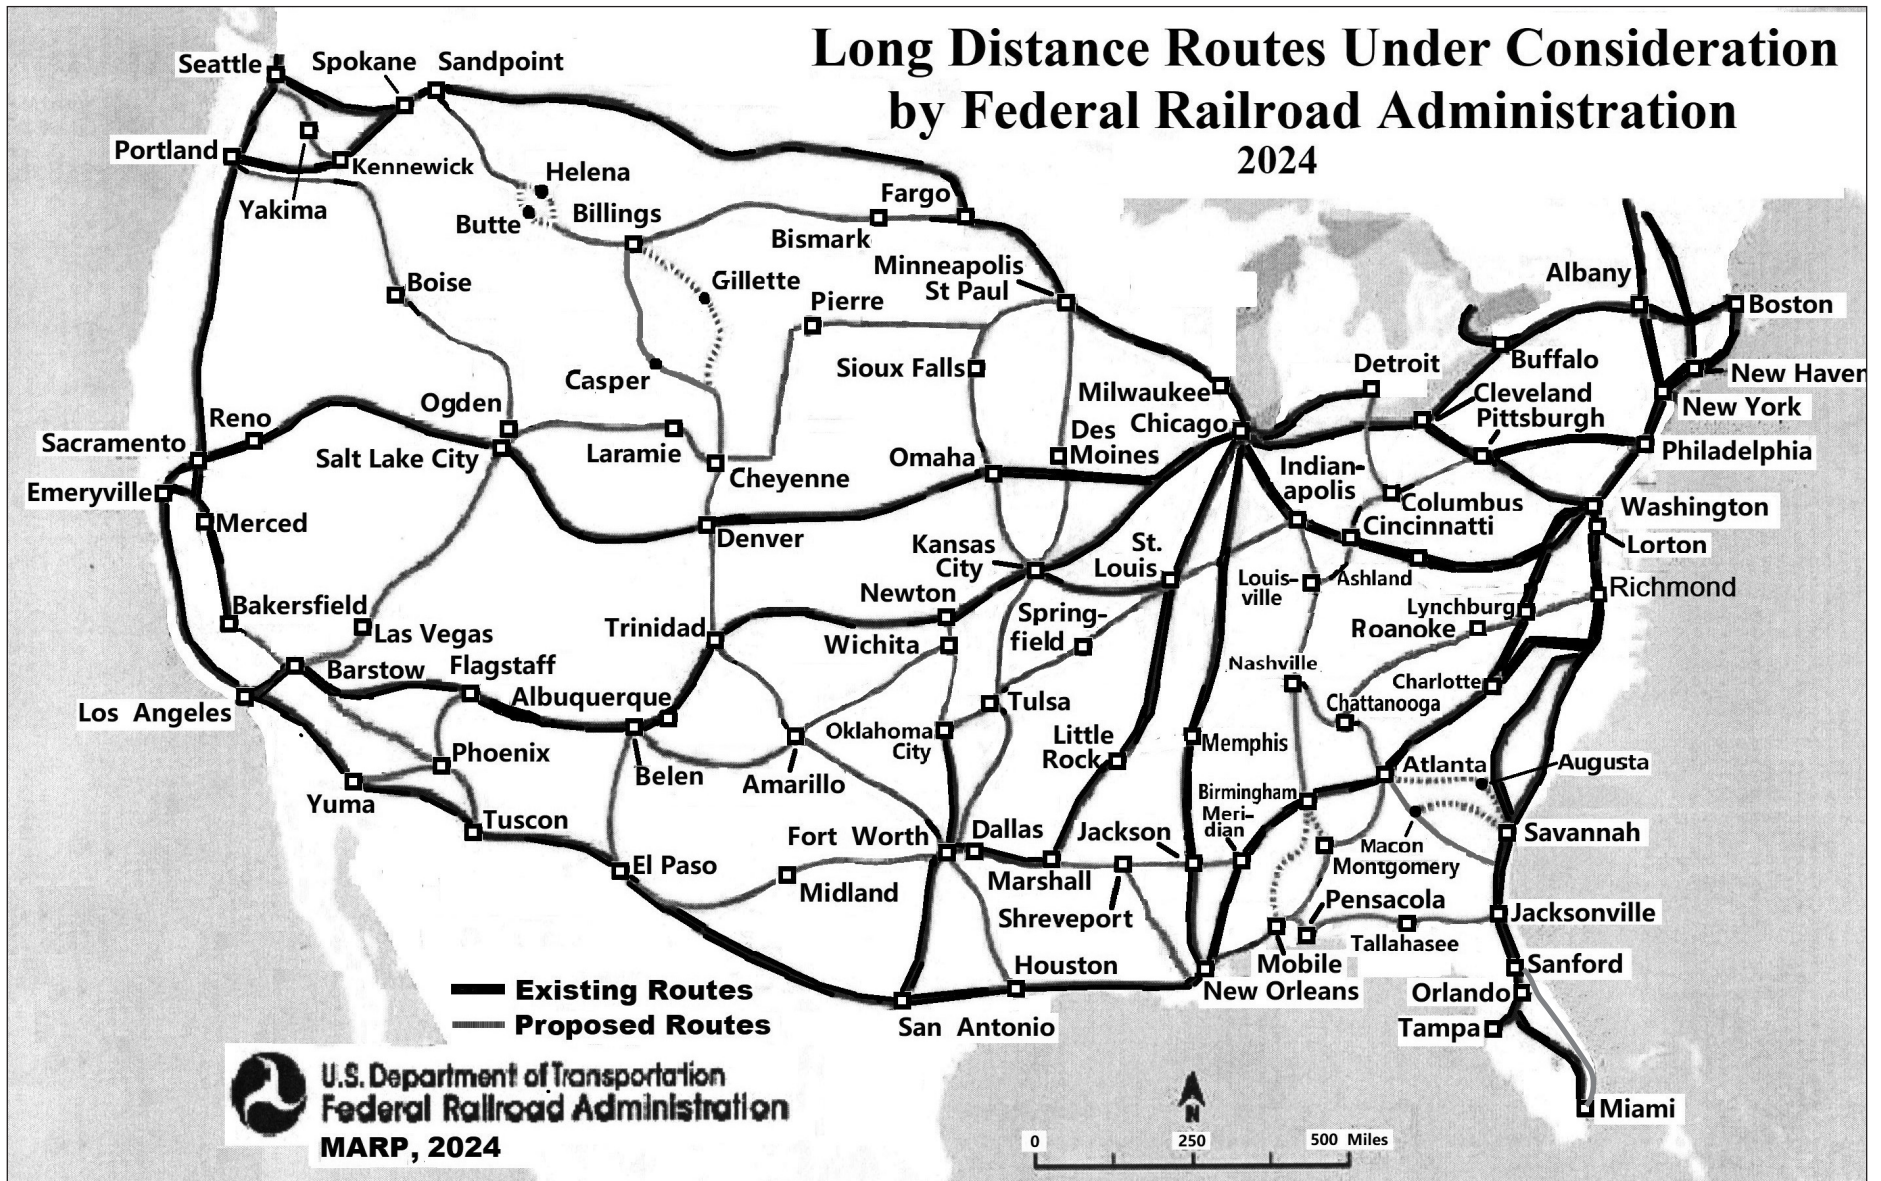 Long Distance Routes Under Consideration
by Federal Railroad Administration
2024
Seattle
Spokane
Sandpoint
Portland
Kennewick
Yakima
Helena
Butte
Billings
Fargo
Bismark
Minneapolis
St Paul
Boise
Gillette
Pierre
Casper
Sioux Falls
Albany
Boston
Buffalo
New Haven
Detroit
Cleveland
Pittsburgh
New York
Milwaukee
Chicago
Philadelphia
Ogden
Reno
Sacramento
Salt Lake City
Laramie
Cheyenne
Omaha
Des
Moines
Indian-
apolis
Columbus
Cincinnatti
Washington
Emeryville
Merced
Denver
Kansas
City
St.
Louis
Lorton
Louis-
ville
Ashland
Richmond
Newton
Bakersfield
Las Vegas
Trinidad
Wichita
Spring-
field
Lynchburg
Roanoke
Barstow
Flagstaff
Albuquerque
Nashville
Charlotte
Chattanooga
Los Angeles
Tulsa
Oklahoma
City
Little
Rock
Memphis
Phoenix
Belen
Amarillo
Atlanta
Augusta
Yuma
Tuscon
Birmingham
Meri-
dian
Fort Worth
Dallas
Jackson
Savannah
Macon
Montgomery
El Paso
Midland
Marshall
Shreveport
Pensacola
Jacksonville
Tallahasee
Houston
Mobile
New Orleans
Sanford
Orlando
Tampa
San Antonio
Miami
Existing Routes
Proposed Routes
U.S. Department of Transportation
Federal Railroad Administration
MARP, 2024
N
0 250 500 Miles